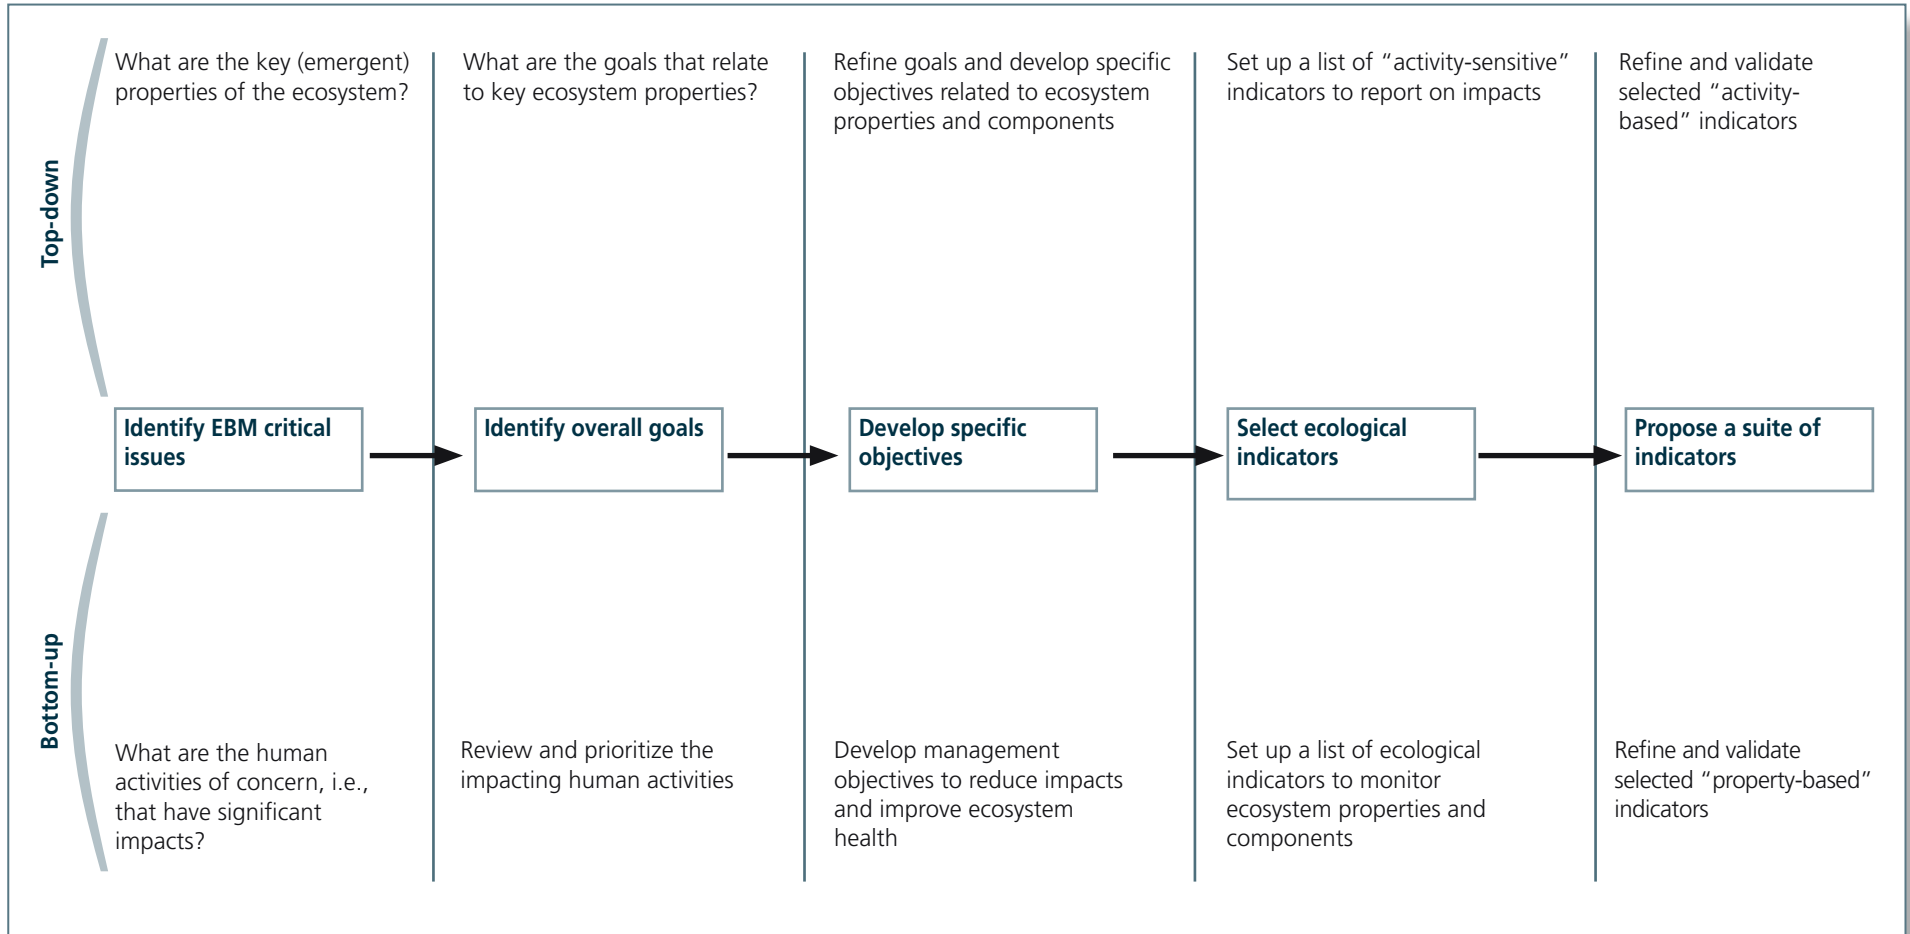 Top-down
What are the key (emergent)
properties of the ecosystem?
What are the goals that relate
to key ecosystem properties?
Refine goals and develop specific
objectives related to ecosystem
properties and components
Set up a list of “activity-sensitive”
indicators to report on impacts
Refine and validate
selected “activity-
based” indicators
Identify EBM critical
issues
Identify overall goals
Develop specific
objectives
Select ecological
indicators
Propose a suite of
indicators
Bottom-up
What are the human
activities of concern, i.e.,
that have significant
impacts?
Review and prioritize the
impacting human activities
Develop management
objectives to reduce impacts
and improve ecosystem
health
Set up a list of ecological
indicators to monitor
ecosystem properties and
components
Refine and validate
selected “property-based”
indicators